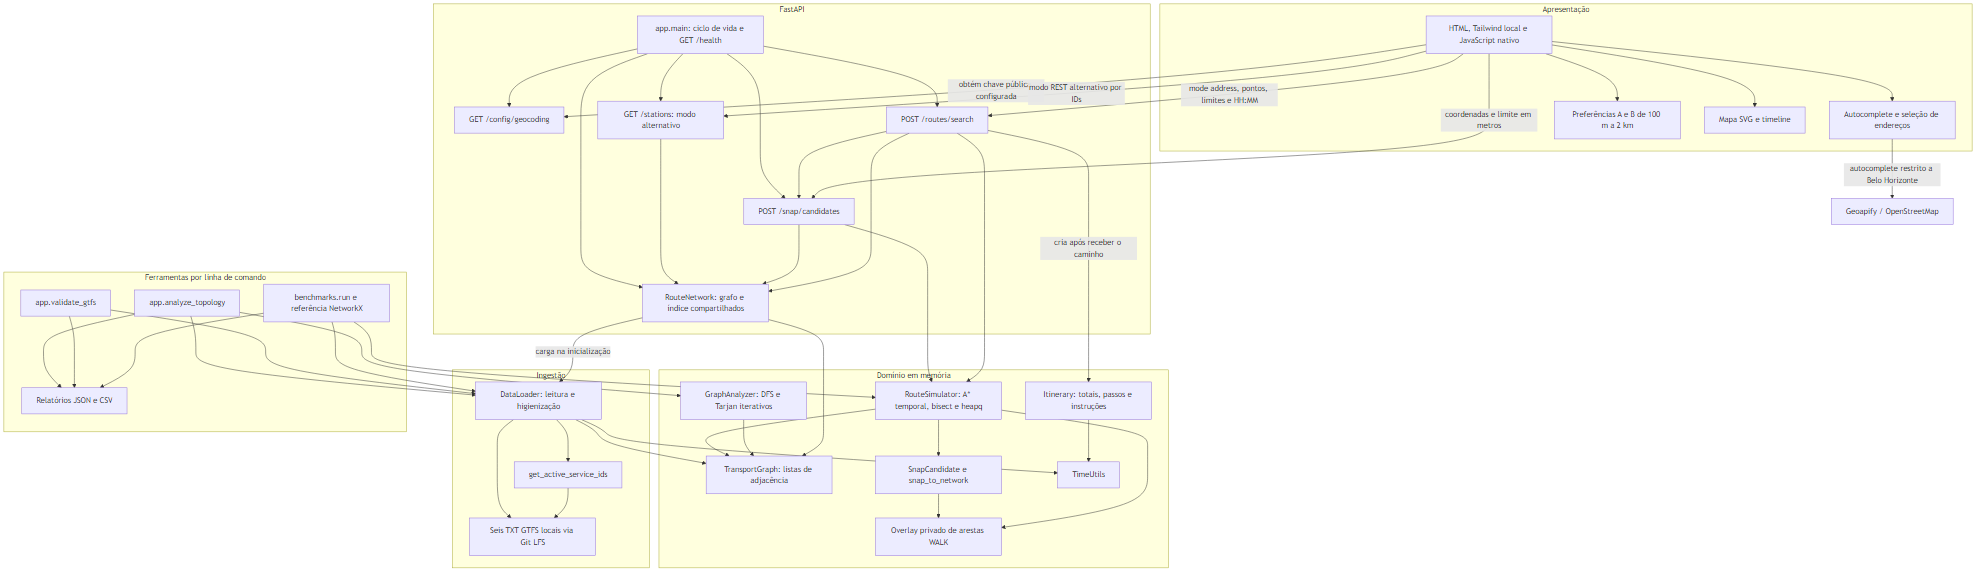 FastAPI
app.main: ciclo de vida e
GET /health
obtém chave públic
configurada
modo REST alternativo por
IDs
mode address, pontos,
limites e HH:MM
GET /config/geocoding
GET /stations: modo
alternativo
POST /routes/search
POST /snap/candidates
cria após receber o
caminho
RouteNetwork: grafo e
índice compartilhados
Apresentação
HTML, Tailwind local e
JavaScript nativo
coordenadas e limite em
metros
Preferências A e B de 100
m a 2 km
Mapa SVG e timeline
Autocomplete e seleção de
endereços
autocomplete restrito a
Belo Horizonte
Geoapify / OpenStreetMap
Ferramentas por linha de comando
app.validate_gtfs
app.analyze_topology
benchmarks.run e
referência NetworkX
Relatórios JSON e CSV
carga na inicialização
Ingestão
DataLoader: leitura e
higienização
get_active_service_ids
Seis TXT GTFS locais via
Git LFS
Domínio em memória
GraphAnalyzer: DFS e
Tarjan iterativos
RouteSimulator: A*
temporal, bisect e heapq
Itinerary: totais, passos e
instruções
TransportGraph: listas de
adjacência
SnapCandidate e
snap_to_network
TimeUtils
Overlay privado de arestas
WALK